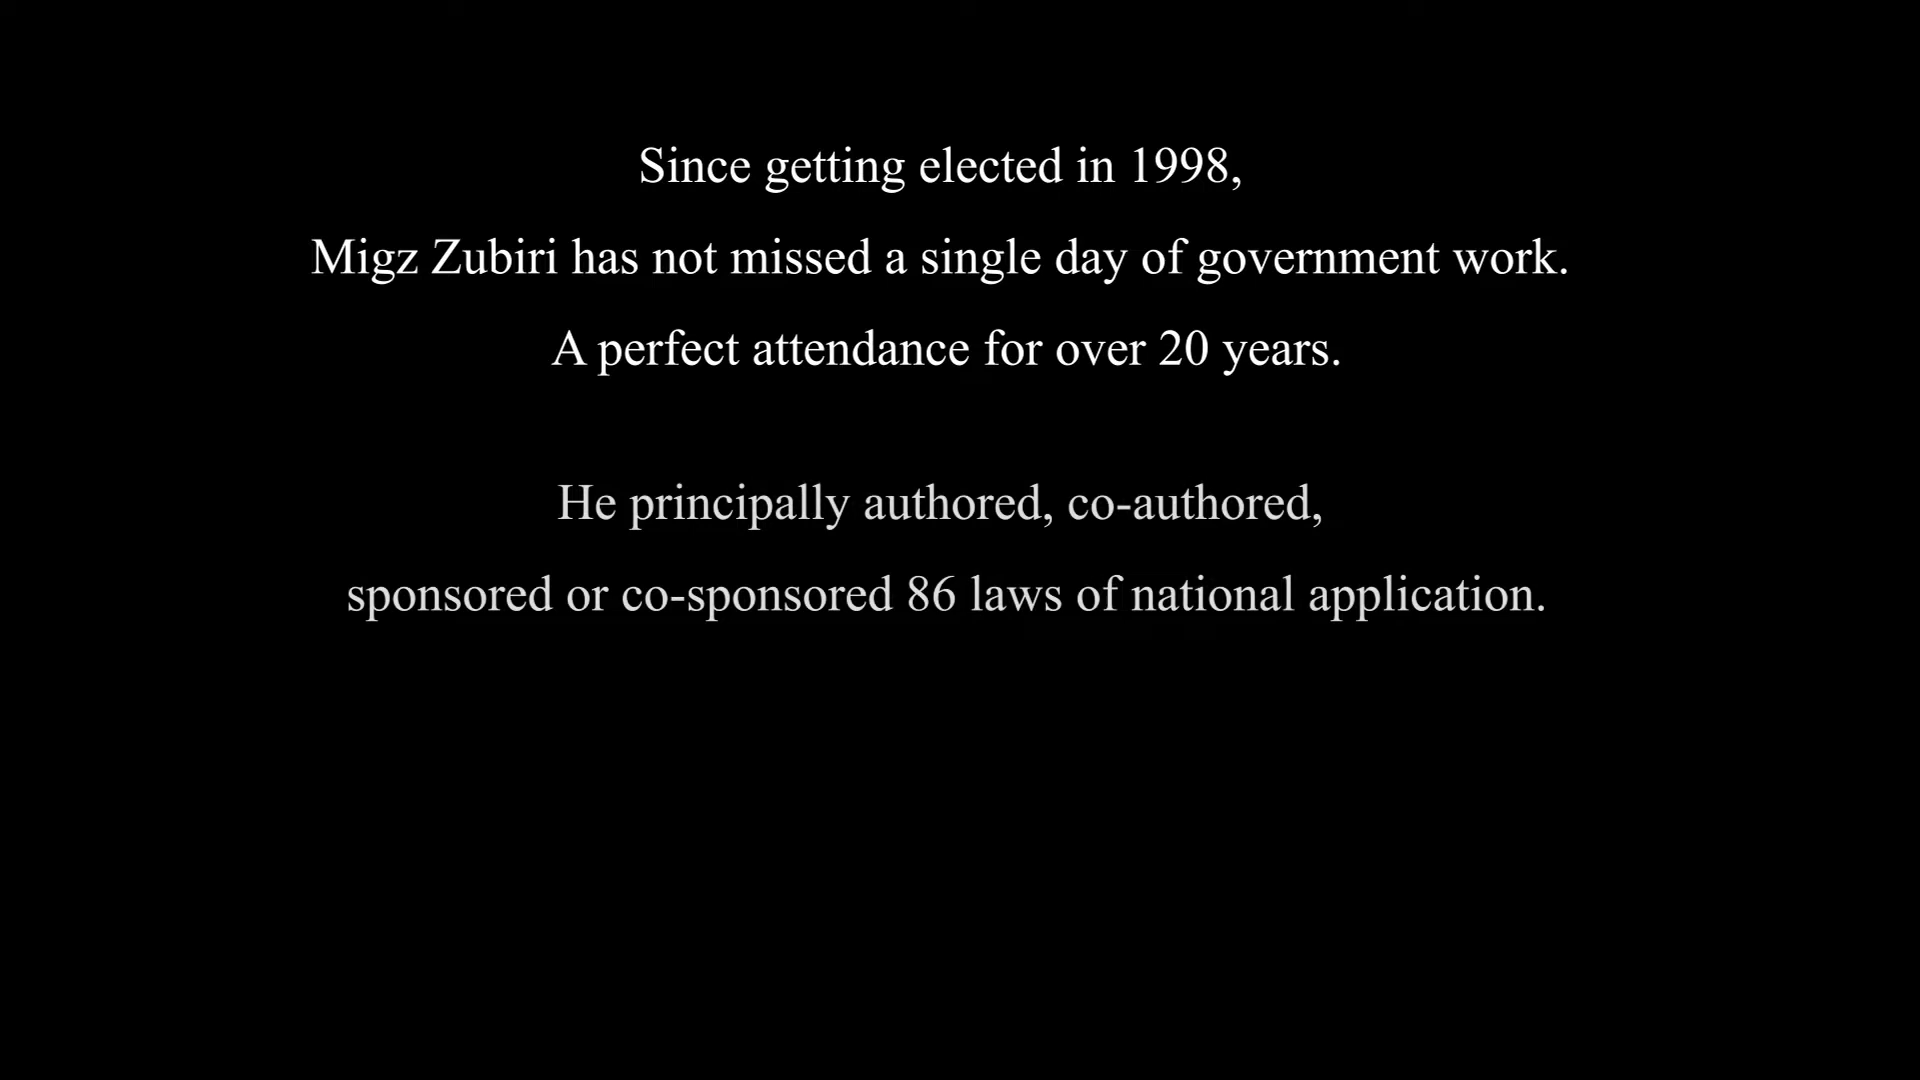 Since getting elected in 1998,
Migz Zubiri has not missed a single day of government work.
A perfect attendance for over 20 years.
He principally authored, co-authored,
sponsored or co-sponsored 86 laws of national application.